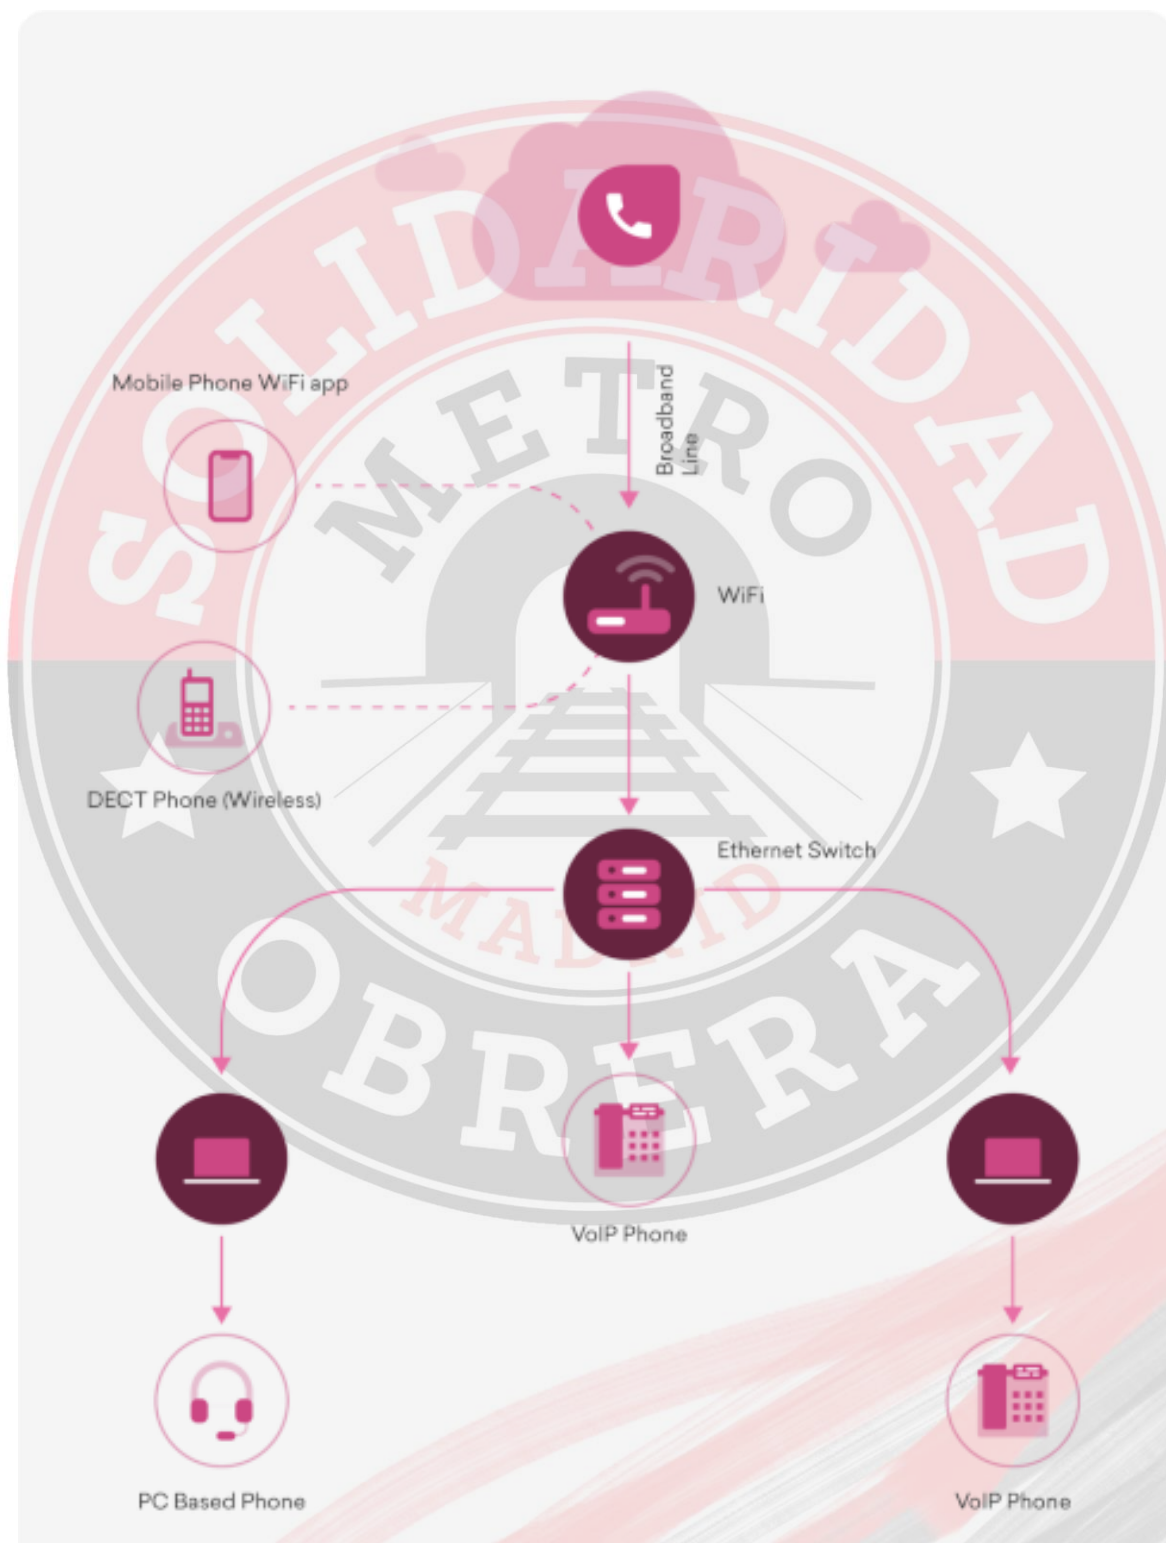 SOLIDARIDAD
METRO
Mobile Phone WiFi app
Broadband
Line
WiFi
DECT Phone (Wireless)
Ethernet Switch
MADRID
OBRERA
VoIP Phone
PC Based Phone
VoIP Phone